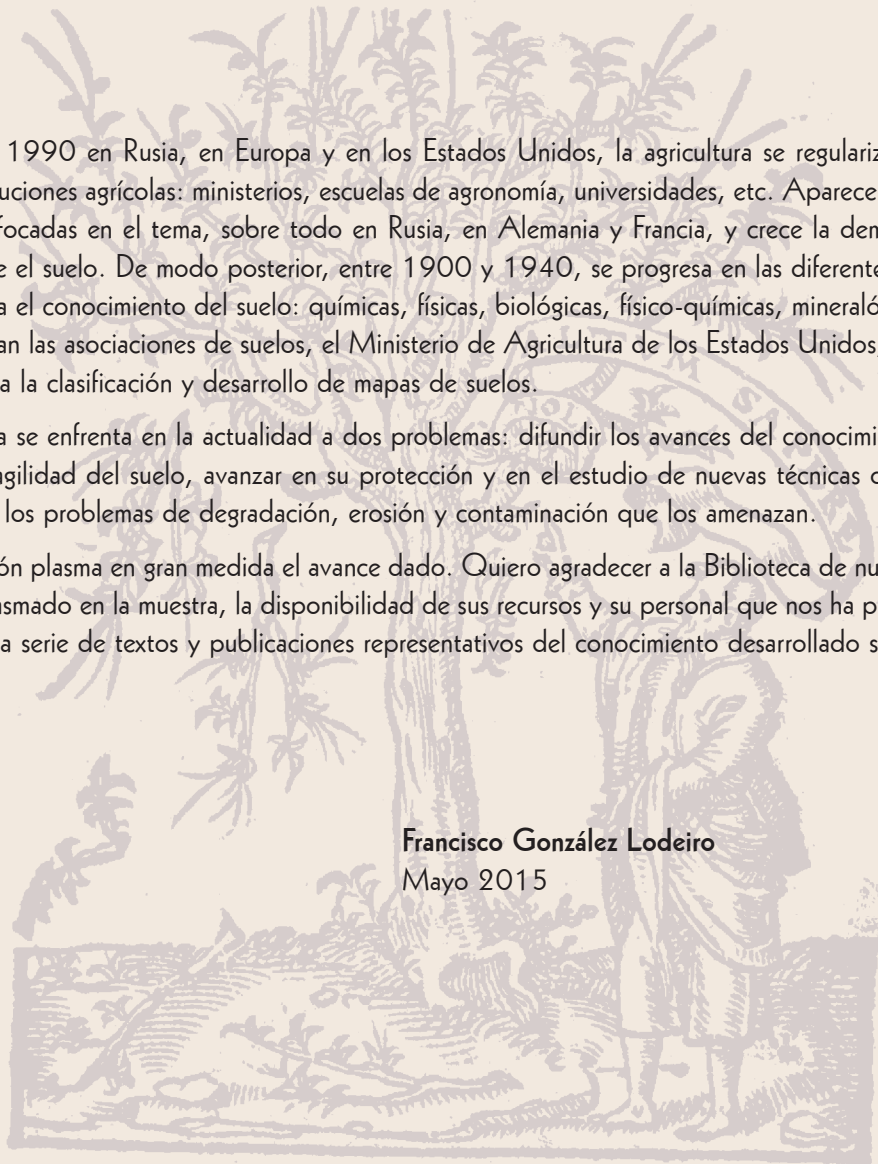 1990 en Rusia, en Europa y en los Estados Unidos, la agricultura se regulariz
uciones agrícolas: ministerios, escuelas de agronomía, universidades, etc. Aparece
focadas en el tema, sobre todo en Rusia, en Alemania y Francia, y crece la dem
e el suelo. De modo posterior, entre 1900 y 1940, se progresa en las diferente
a el conocimiento del suelo: químicas, físicas, biológicas, físico-químicas, mineraló
an las asociaciones de suelos, el Ministerio de Agricultura de los Estados Unidos,
a la clasificación y desarrollo de mapas de suelos.
a se enfrenta en la actualidad a dos problemas: difundir los avances del conocimi
agilidad del suelo, avanzar en su protección y en el estudio de nuevas técnicas
los problemas de degradación, erosión y contaminación que los amenazan.
ón plasma en gran medida el avance dado. Quiero agradecer a la Biblioteca de nu
asmado en la muestra, la disponibilidad de sus recursos y su personal que nos ha p
a serie de textos y publicaciones representativos del conocimiento desarrollado s
Francisco González Lodeiro
Mayo 2015